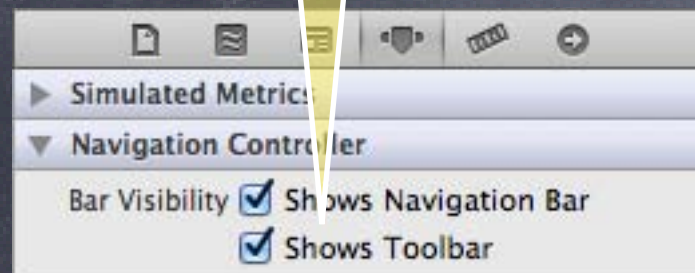 Simulated Metrics
Navigation Controller
Bar Visibility Shows Navigation Bar
Shows Toolbar